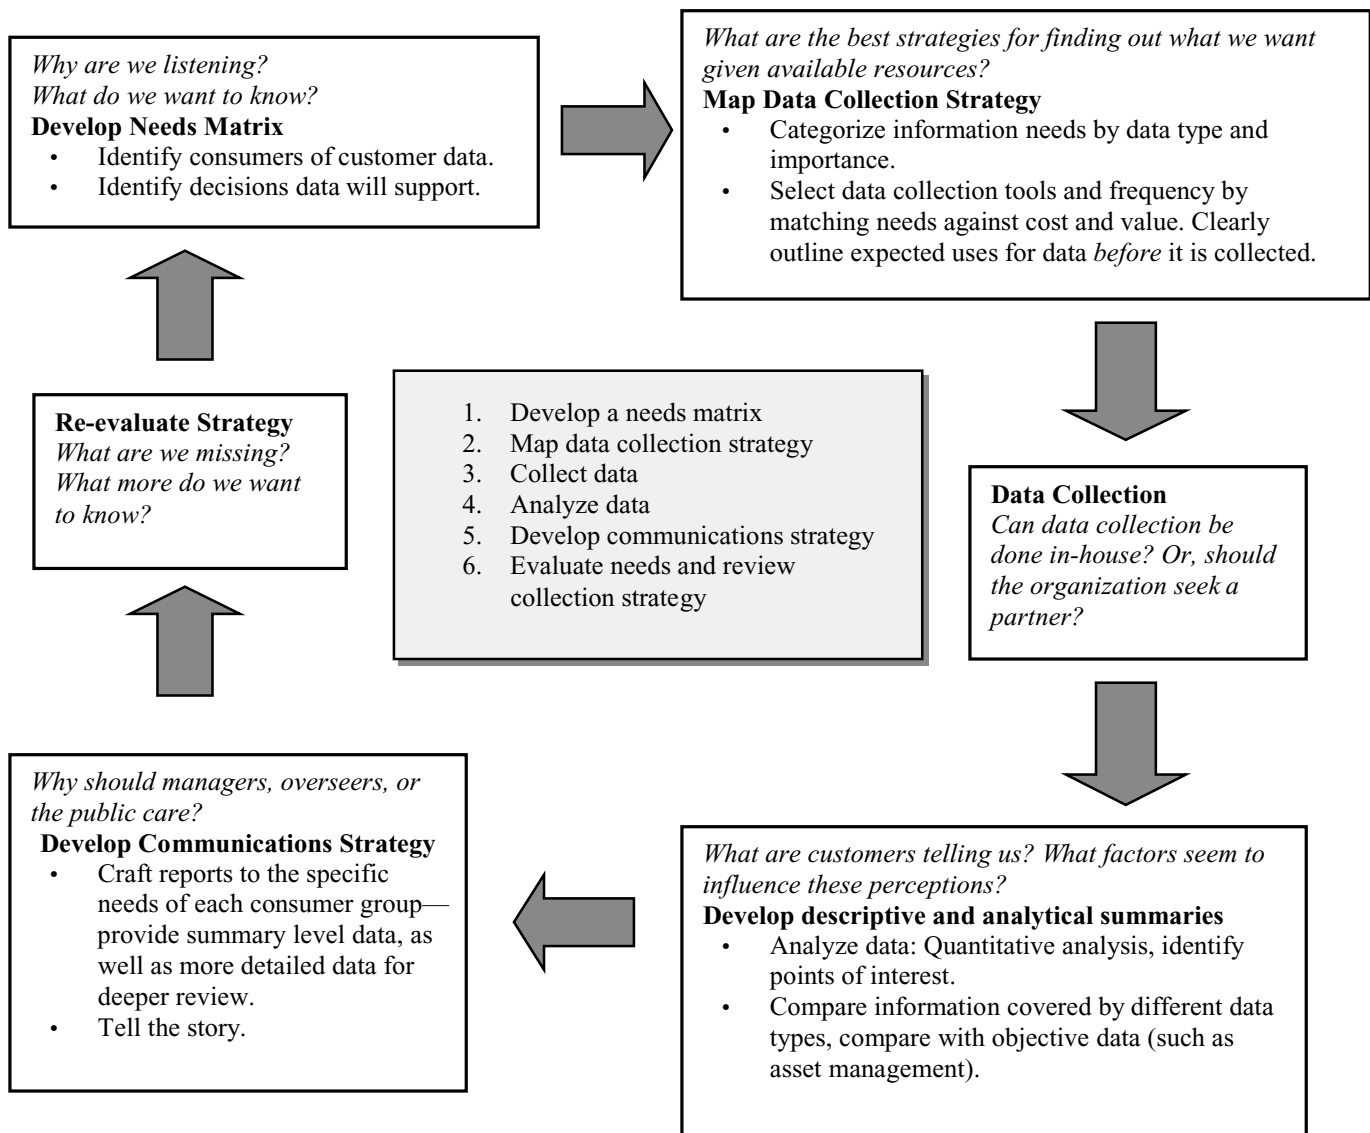 Why are we listening?
What do we want to know?
Develop Needs Matrix
• Identify consumers of customer data.
• Identify decisions data will support.
What are the best strategies for finding out what we want
given available resources?
Map Data Collection Strategy
• Categorize information needs by data type and
importance.
• Select data collection tools and frequency by
matching needs against cost and value. Clearly
outline expected uses for data before it is collected.
Re-evaluate Strategy
What are we missing?
What more do we want
to know?
1. Develop a needs matrix
2. Map data collection strategy
3. Collect data
4. Analyze data
5. Develop communications strategy
6. Evaluate needs and review
collection strategy
Data Collection
Can data collection be
done in-house? Or, should
the organization seek a
partner?
Why should managers, overseers, or
the public care?
Develop Communications Strategy
• Craft reports to the specific
needs of each consumer group—
provide summary level data, as
well as more detailed data for
deeper review.
• Tell the story.
What are customers telling us? What factors seem to
influence these perceptions?
Develop descriptive and analytical summaries
• Analyze data: Quantitative analysis, identify
points of interest.
• Compare information covered by different data
types, compare with objective data (such as
asset management).